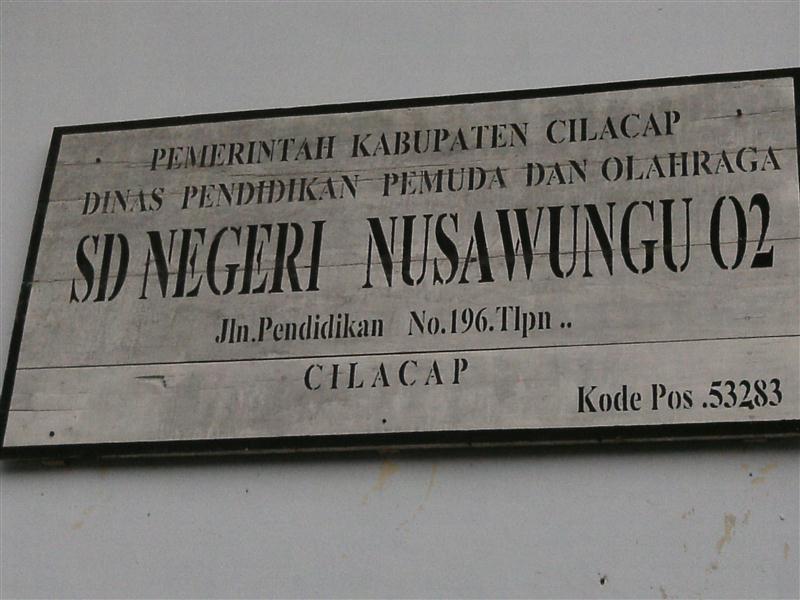 PEMERINTAH KABUPATEN CILACAP
DINAS PENDIDIKAN PEMUDA DAN OLAHRAGA
SD NEGERI NUSAWUNGU 02
Jln.Pendidikan No.196.Tlpn ..
CILACAP
Kode Pos .53283